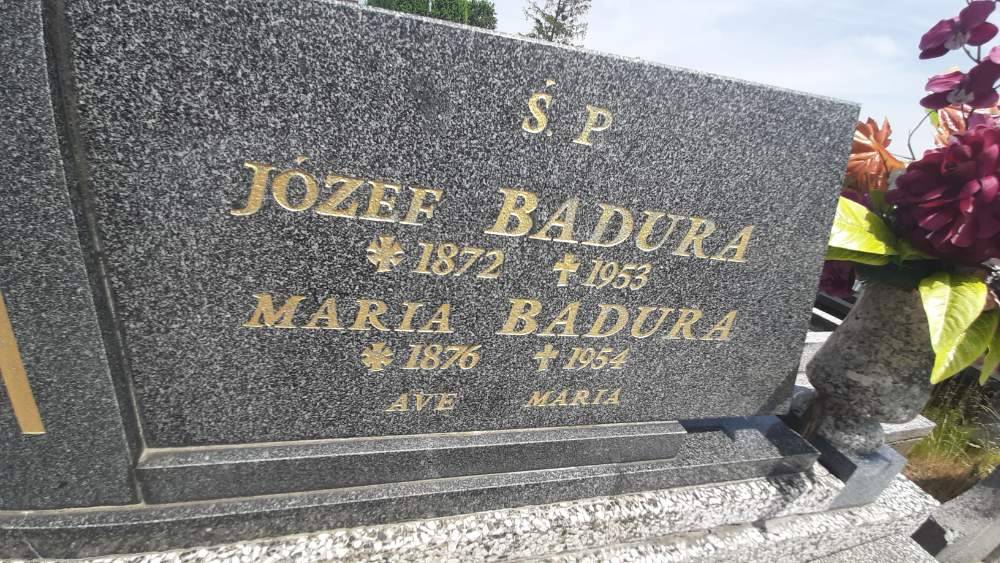 Ś. P
JÓZEF BADURA
* 1872 † 1953
MARIA BADURA
* 1876 † 1954
AVE MARIA